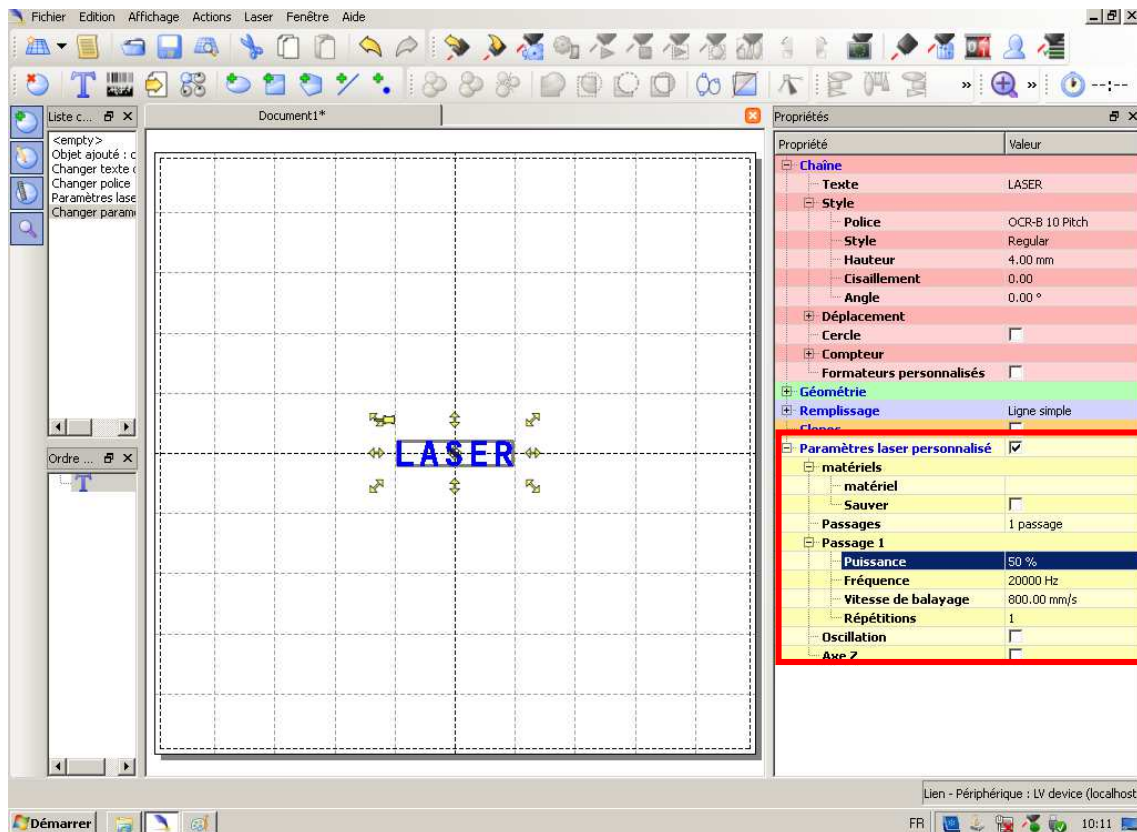 Fichier Edition Affichage Actions Laser Fenêtre Aide
--:--
Liste c...
Document1*
Propriétés
<empty>
Objet ajouté : c
Changer texte
Changer police
Paramètres lase
Changer param
Propriété Valeur
Chaîne
Texte LASER
Style
Police OCR-B 10 Pitch
Style Regular
Hauteur 4.00 mm
Cisaillement 0.00
Angle 0.00 °
Déplacement
Cercle
Compteur
Formateurs personnalisés
Géométrie
Remplissage Ligne simple
Clones
Paramètres laser personnalisé
matériels
matériel
Sauver
Passages 1 passage
Passage 1
Puissance 50 %
Fréquence 20000 Hz
Vitesse de balayage 800.00 mm/s
Répétitions 1
Oscillation
Axe Z
LASER
Ordre ...
T
Lien - Périphérique : LV device (localhost
Démarrer
FR
10:11